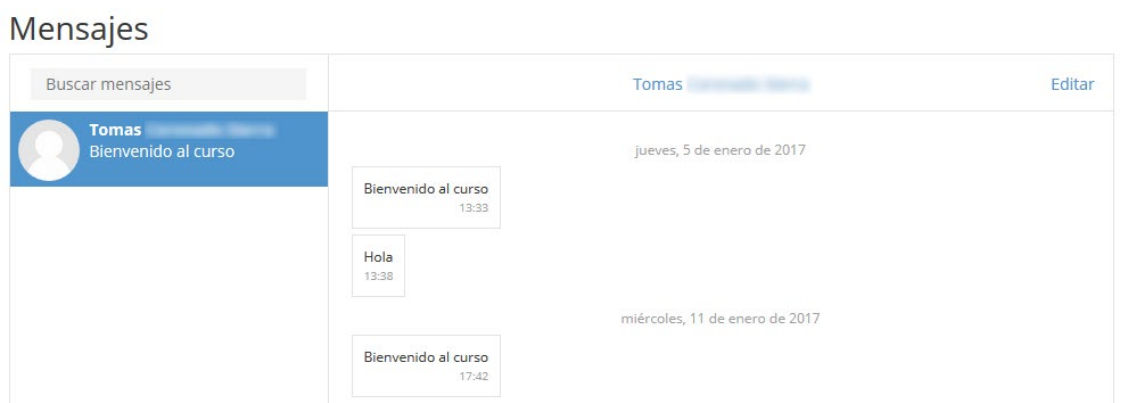 Mensajes
Buscar mensajes
Tomas
Editar
Tomas
Bienvenido al curso
jueves, 5 de enero de 2017
Bienvenido al curso
13:33
Hola
13:38
miércoles, 11 de enero de 2017
Bienvenido al curso
17:42